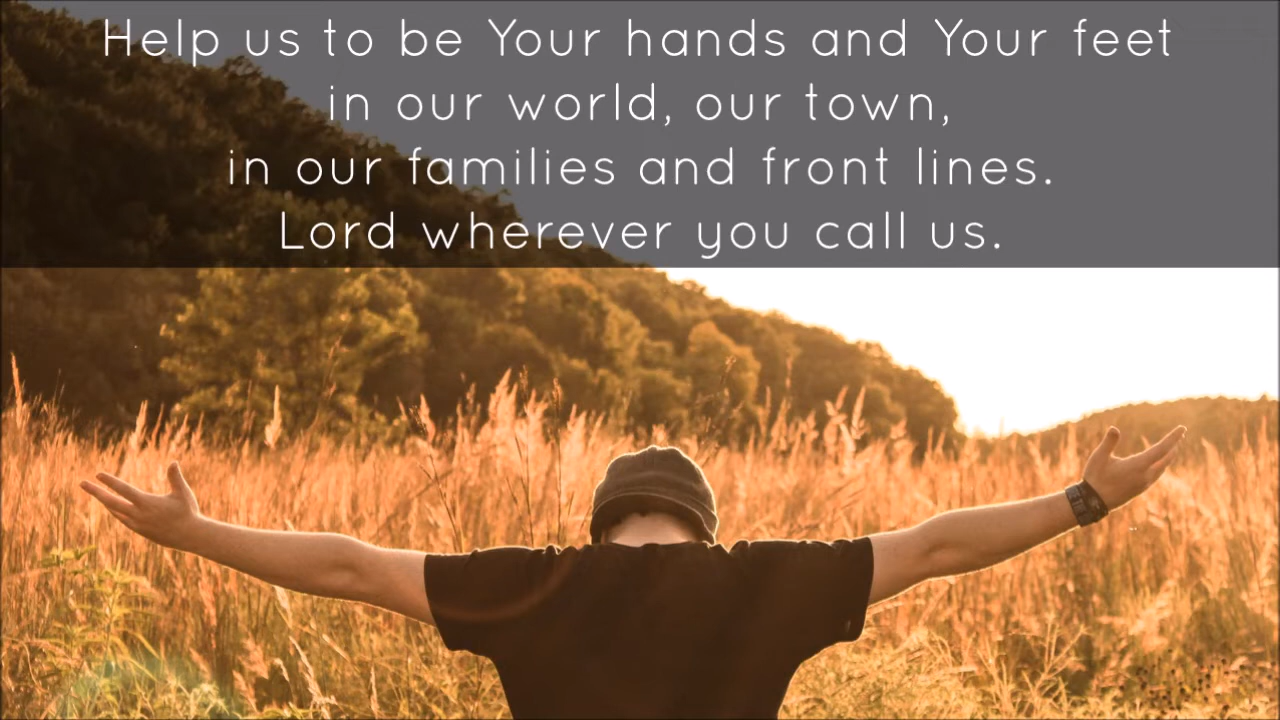 Help us to be Your hands and Your feet
in our world, our town,
in our families and front lines.
Lord wherever you call us.